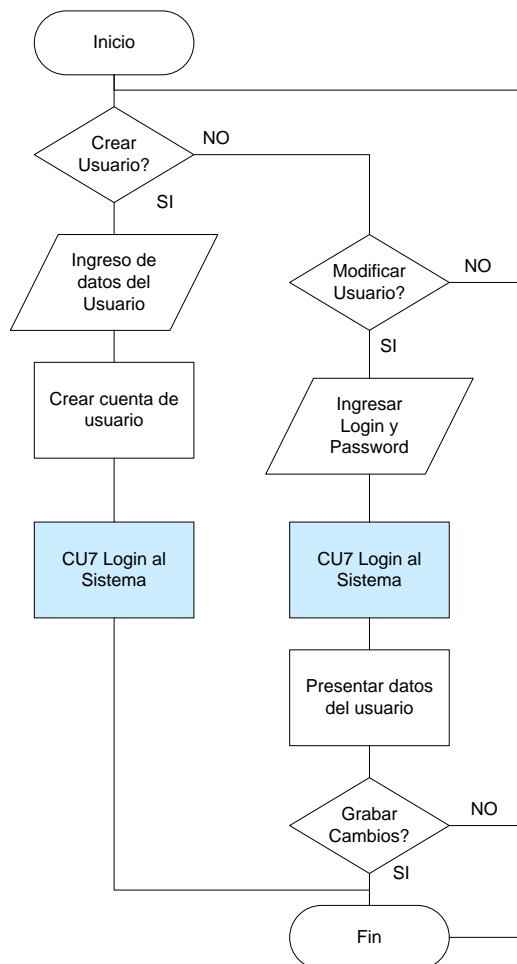 Inicio
Crear
Usuario?
NO
SI
Ingreso de
datos del
Usuario
Modificar
Usuario?
NO
SI
Crear cuenta de
usuario
Ingresar
Login y
Password
CU7 Login al
Sistema
CU7 Login al
Sistema
Presentar datos
del usuario
Grabar
Cambios?
NO
SI
Fin